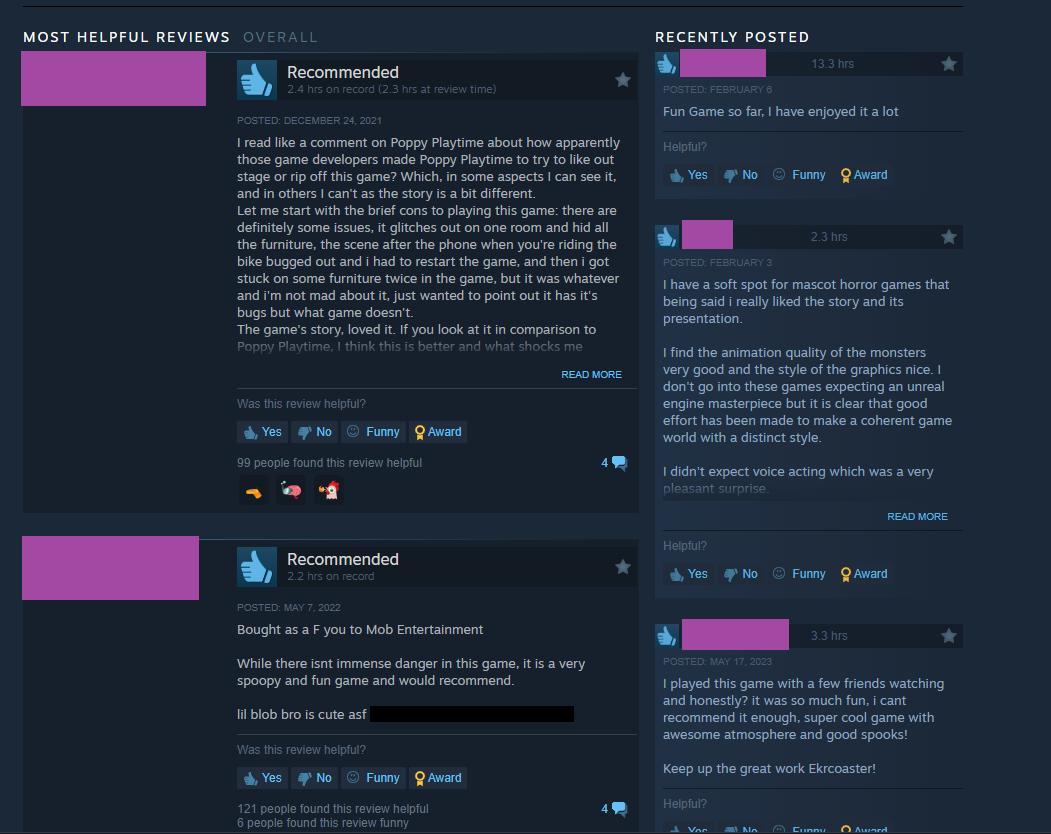 MOST HELPFUL REVIEWS OVERALL
Recommended
2.4 hrs on record (2.3 hrs at review time)
POSTED: DECEMBER 24, 2021
I read like a comment on Poppy Playtime about how apparently
those game developers made Poppy Playtime to try to like out
stage or rip off this game? Which, in some aspects I can see it,
and in others I can't as the story is a bit different.
Let me start with the brief cons to playing this game: there are
definitely some issues, it glitches out on one room and hid all
the furniture, the scene after the phone when you're riding the
bike bugged out and i had to restart the game, and then i got
stuck on some furniture twice in the game, but it was whatever
and i'm not mad about it, just wanted to point out it has it's
bugs but what game doesn't.
The game's story, loved it. If you look at it in comparison to
Poppy Playtime, I think this is better and what shocks me
READ MORE
Was this review helpful?
Yes No Funny Award
99 people found this review helpful
4
Recommended
2.2 hrs on record
POSTED: MAY 7, 2022
Bought as a F you to Mob Entertainment
While there isnt immense danger in this game, it is a very
spoopy and fun game and would recommend.
lil blob bro is cute asf
Was this review helpful?
Yes No Funny Award
121 people found this review helpful
4
6 people found this review funny
RECENTLY POSTED
13.3 hrs
POSTED: FEBRUARY 6
Fun Game so far, I have enjoyed it a lot
Helpful?
Yes No Funny Award
2.3 hrs
POSTED: FEBRUARY 3
I have a soft spot for mascot horror games that
being said i really liked the story and its
presentation.
I find the animation quality of the monsters
very good and the style of the graphics nice. I
don't go into these games expecting an unreal
engine masterpiece but it is clear that good
effort has been made to make a coherent game
world with a distinct style.
I didn't expect voice acting which was a very
pleasant surprise.
READ MORE
Helpful?
Yes No Funny Award
3.3 hrs
POSTED: MAY 17, 2023
I played this game with a few friends watching
and honestly? it was so much fun, i cant
recommend it enough, super cool game with
awesome atmosphere and good spooks!
Keep up the great work Ekrcoaster!
Helpful?
Yes No Funny Award